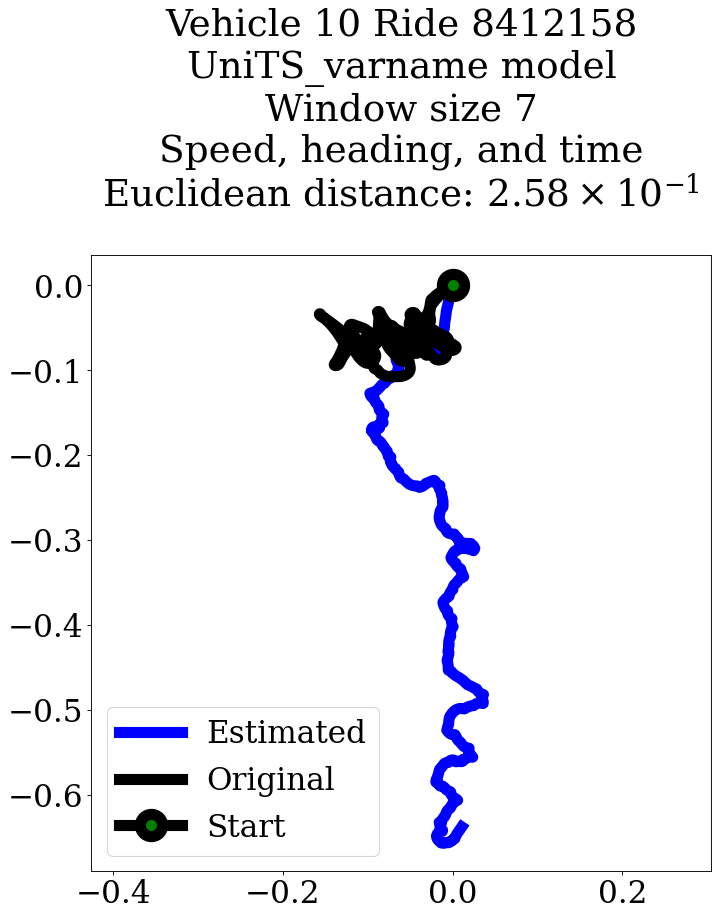 Vehicle 10 Ride 8412158
UniTS_varname model
Window size 7
Speed, heading, and time
Euclidean distance: 2.58 × 10⁻¹
0.0
−0.1
−0.2
−0.3
−0.4
−0.5
−0.6
Estimated
Original
Start
−0.4 −0.2 0.0 0.2